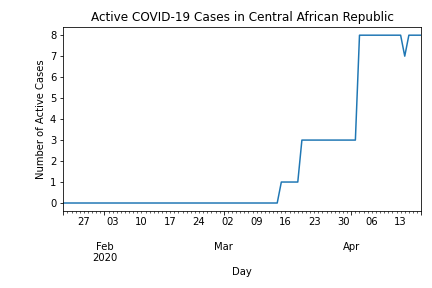 Active COVID-19 Cases in Central African Republic
Number of Active Cases
8
7
6
5
4
3
2
1
0
27 03 10 17 24 02 09 16 23 30 06 13
Feb Mar Apr
2020
Day